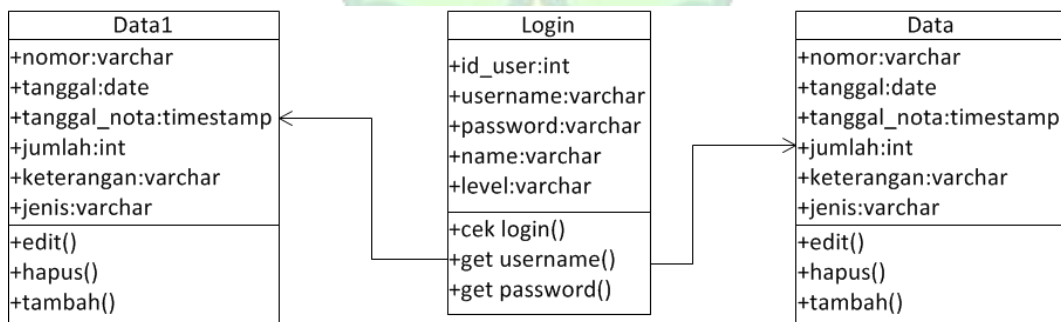 Data1
+nomor:varchar
+tanggal:date
+tanggal_nota:timestamp
+jumlah:int
+keterangan:varchar
+jenis:varchar
+edit()
+hapus()
+tambah()
Login
+id_user:int
+username:varchar
+password:varchar
+name:varchar
+level:varchar
+cek login()
+get username()
+get password()
Data
+nomor:varchar
+tanggal:date
+tanggal_nota:timestamp
+jumlah:int
+keterangan:varchar
+jenis:varchar
+edit()
+hapus()
+tambah()